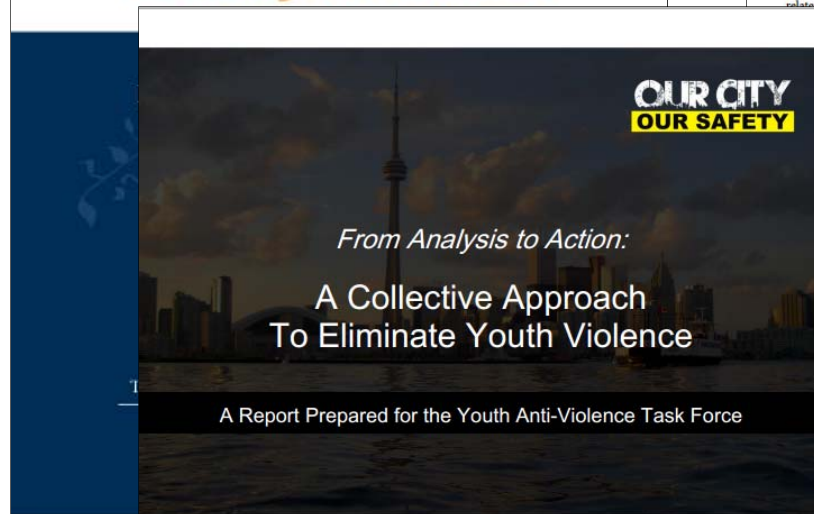 relate
OUR CITY
OUR SAFETY
From Analysis to Action:
A Collective Approach
To Eliminate Youth Violence
T
A Report Prepared for the Youth Anti-Violence Task Force